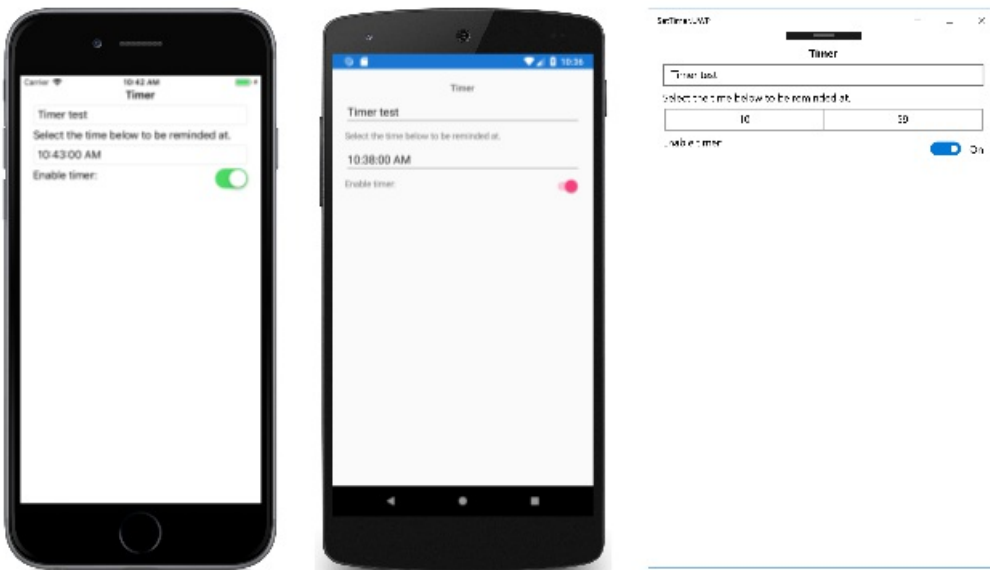 Carrier 10:42 AM
Timer
Timer test
Select the time below to be reminded at.
10:43:00 AM
Enable timer:
10:36
Timer
Timer test
Select the time below to be reminded at.
10:38:00 AM
Enable timer:
SetTimer.UWP
Timer
Timer test
Select the time below to be reminded at.
10 39
Enable timer:
On